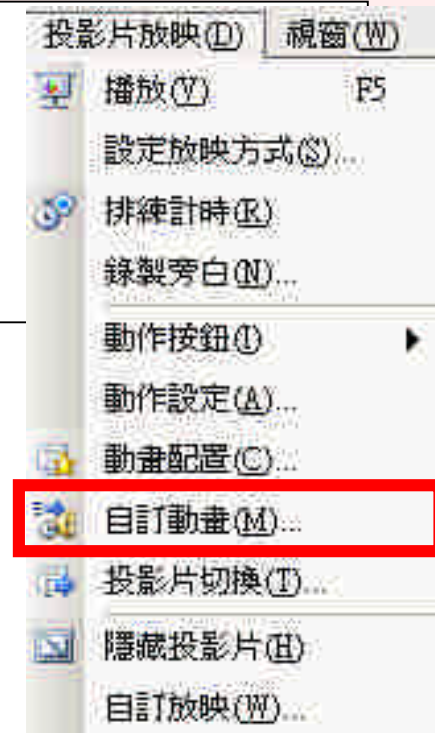 投影片放映(D) 視窗(W)
播放(V) F5
設定放映方式(S)...
排練計時(R)
錄製旁白(N)...
動作按鈕(I)
動作設定(A)...
動畫配置(C)...
自訂動畫(M)...
投影片切換(T)...
隱藏投影片(H)
自訂放映(W)...